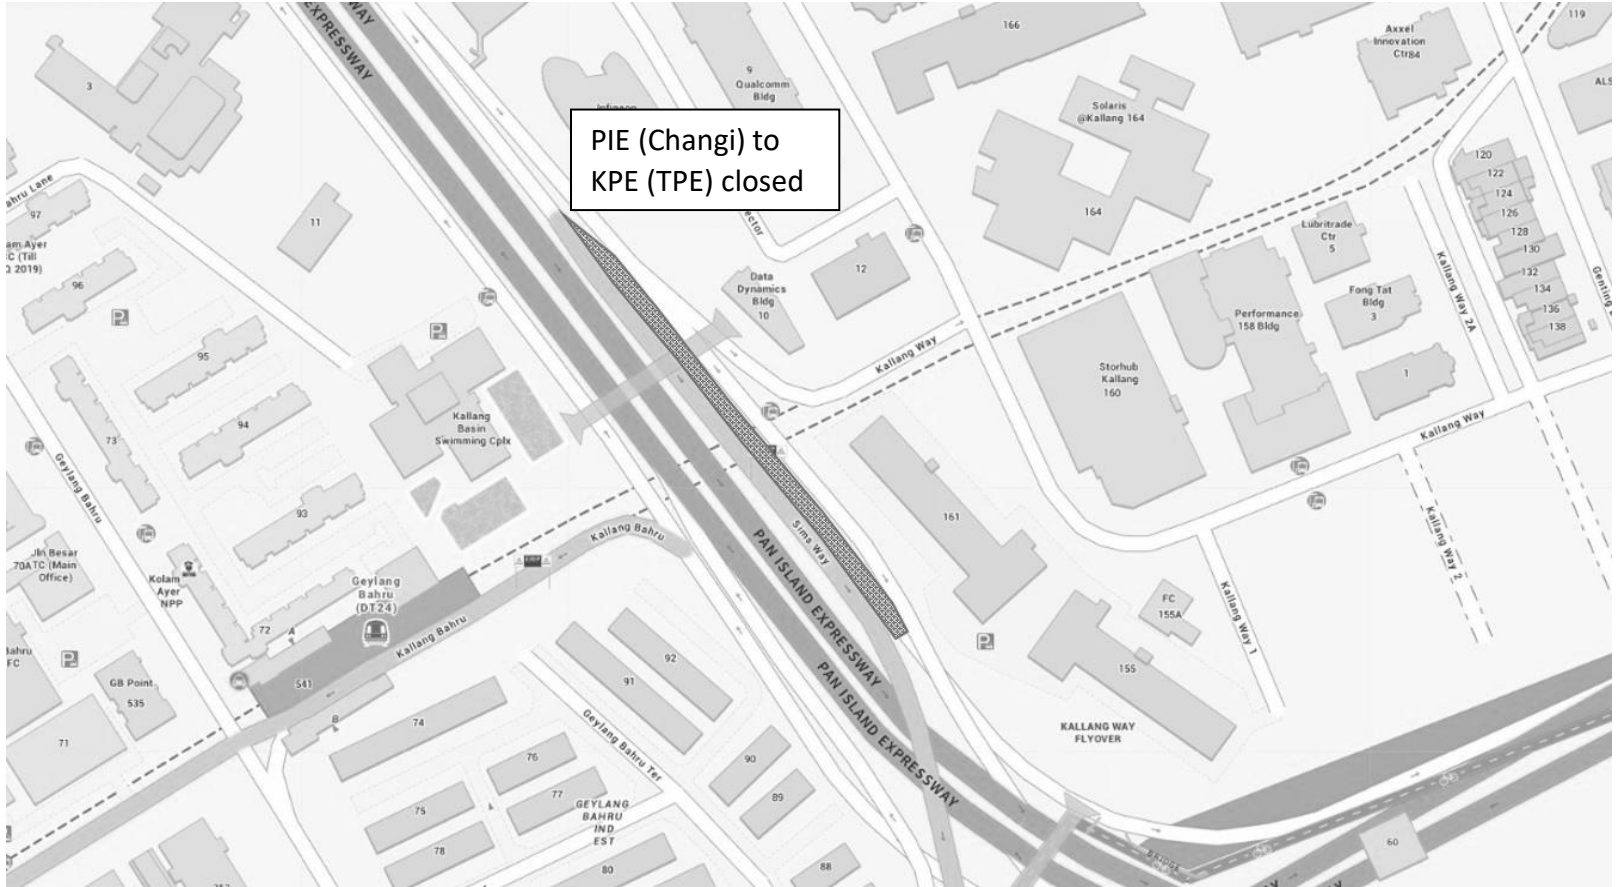 EXPRESSWAY
WAY
166
119
Axxel
Innovation
Ctr84
3
9
Qualcomm
Bldg
Solaris
@Kallang 164
PIE (Changi) to
KPE (TPE) closed
120
122
124
126
128
130
132
134
136
138
97
11
164
Lubritrade
Ctr
5
96
12
Data
Dynamics
Bldg
10
Kallang Way 2A
Fong Tat
Bldg
3
Performance
158 Bldg
95
Kallang Way
Storhub
Kallang
160
1
94
Kallang
Basin
Swimming Cplx
73
Kallang Way
Geylang Bahru
93
161
Sims Way
Kallang Bahru
Kallang Way 2
Jln Besar
70ATC (Main
Office)
Kolam
Ayer
NPP
Geylang
Bahru
(DT24)
PAN ISLAND EXPRESSWAY
FC
155A
Kallang Way 1
72
A
Kallang Bahru
92
91
155
GB Point
535
541
B
PAN ISLAND EXPRESSWAY
71
74
KALLANG WAY
FLYOVER
Geylang Bahru Ter
76
90
77
89
75
GEYLANG
BAHRU
IND
EST
78
80
88
60
BRIDGE